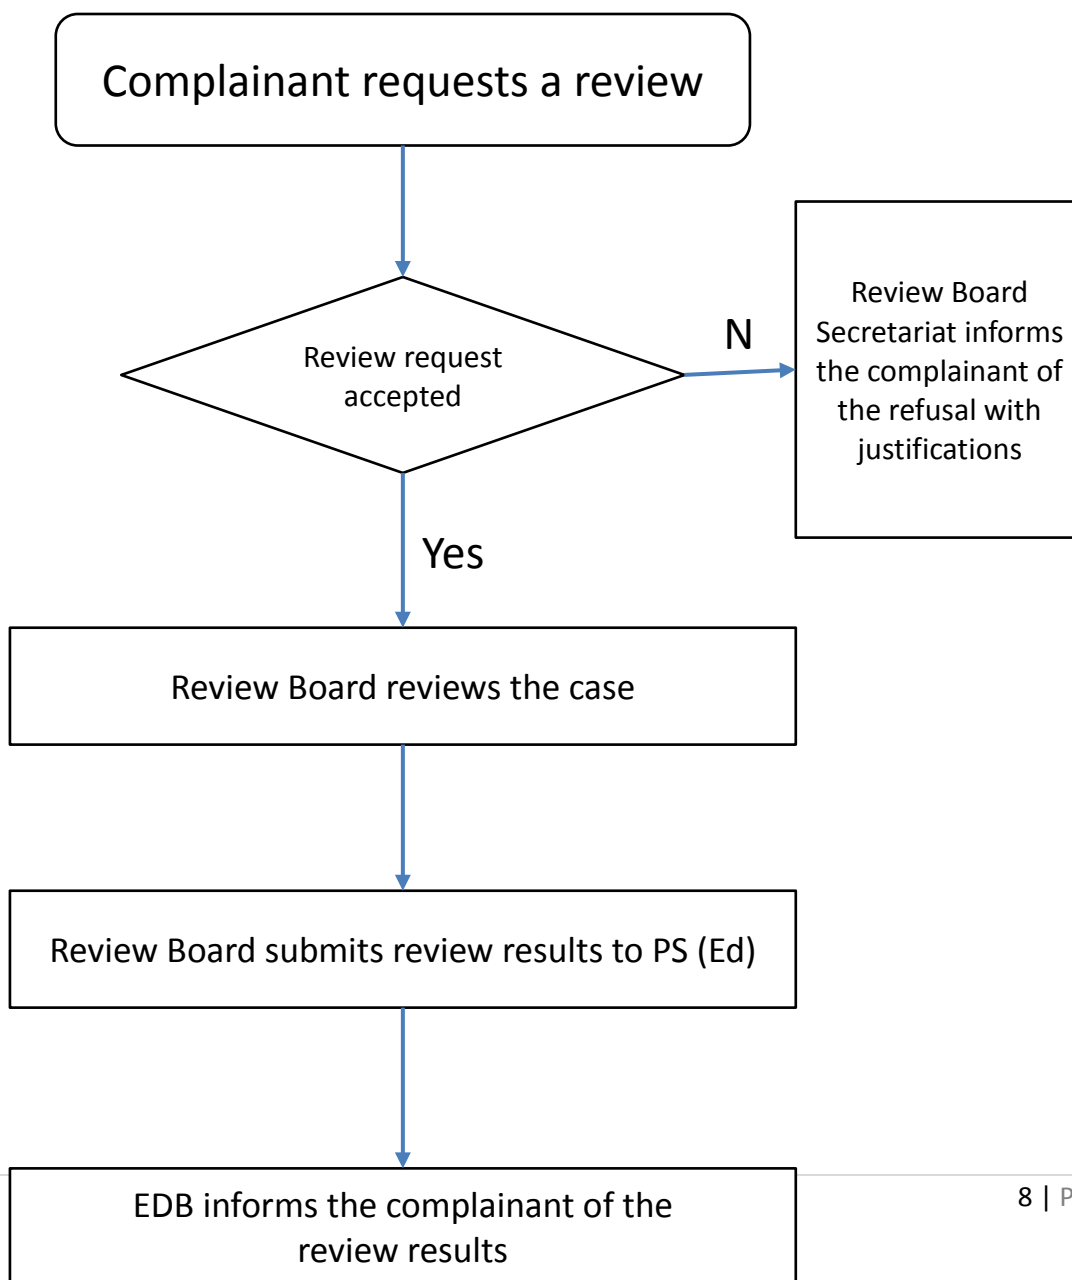 Complainant requests a review
Review request
accepted
N
Review Board
Secretariat informs
the complainant of
the refusal with
justifications
Yes
Review Board reviews the case
Review Board submits review results to PS (Ed)
EDB informs the complainant of the
review results
8 | P